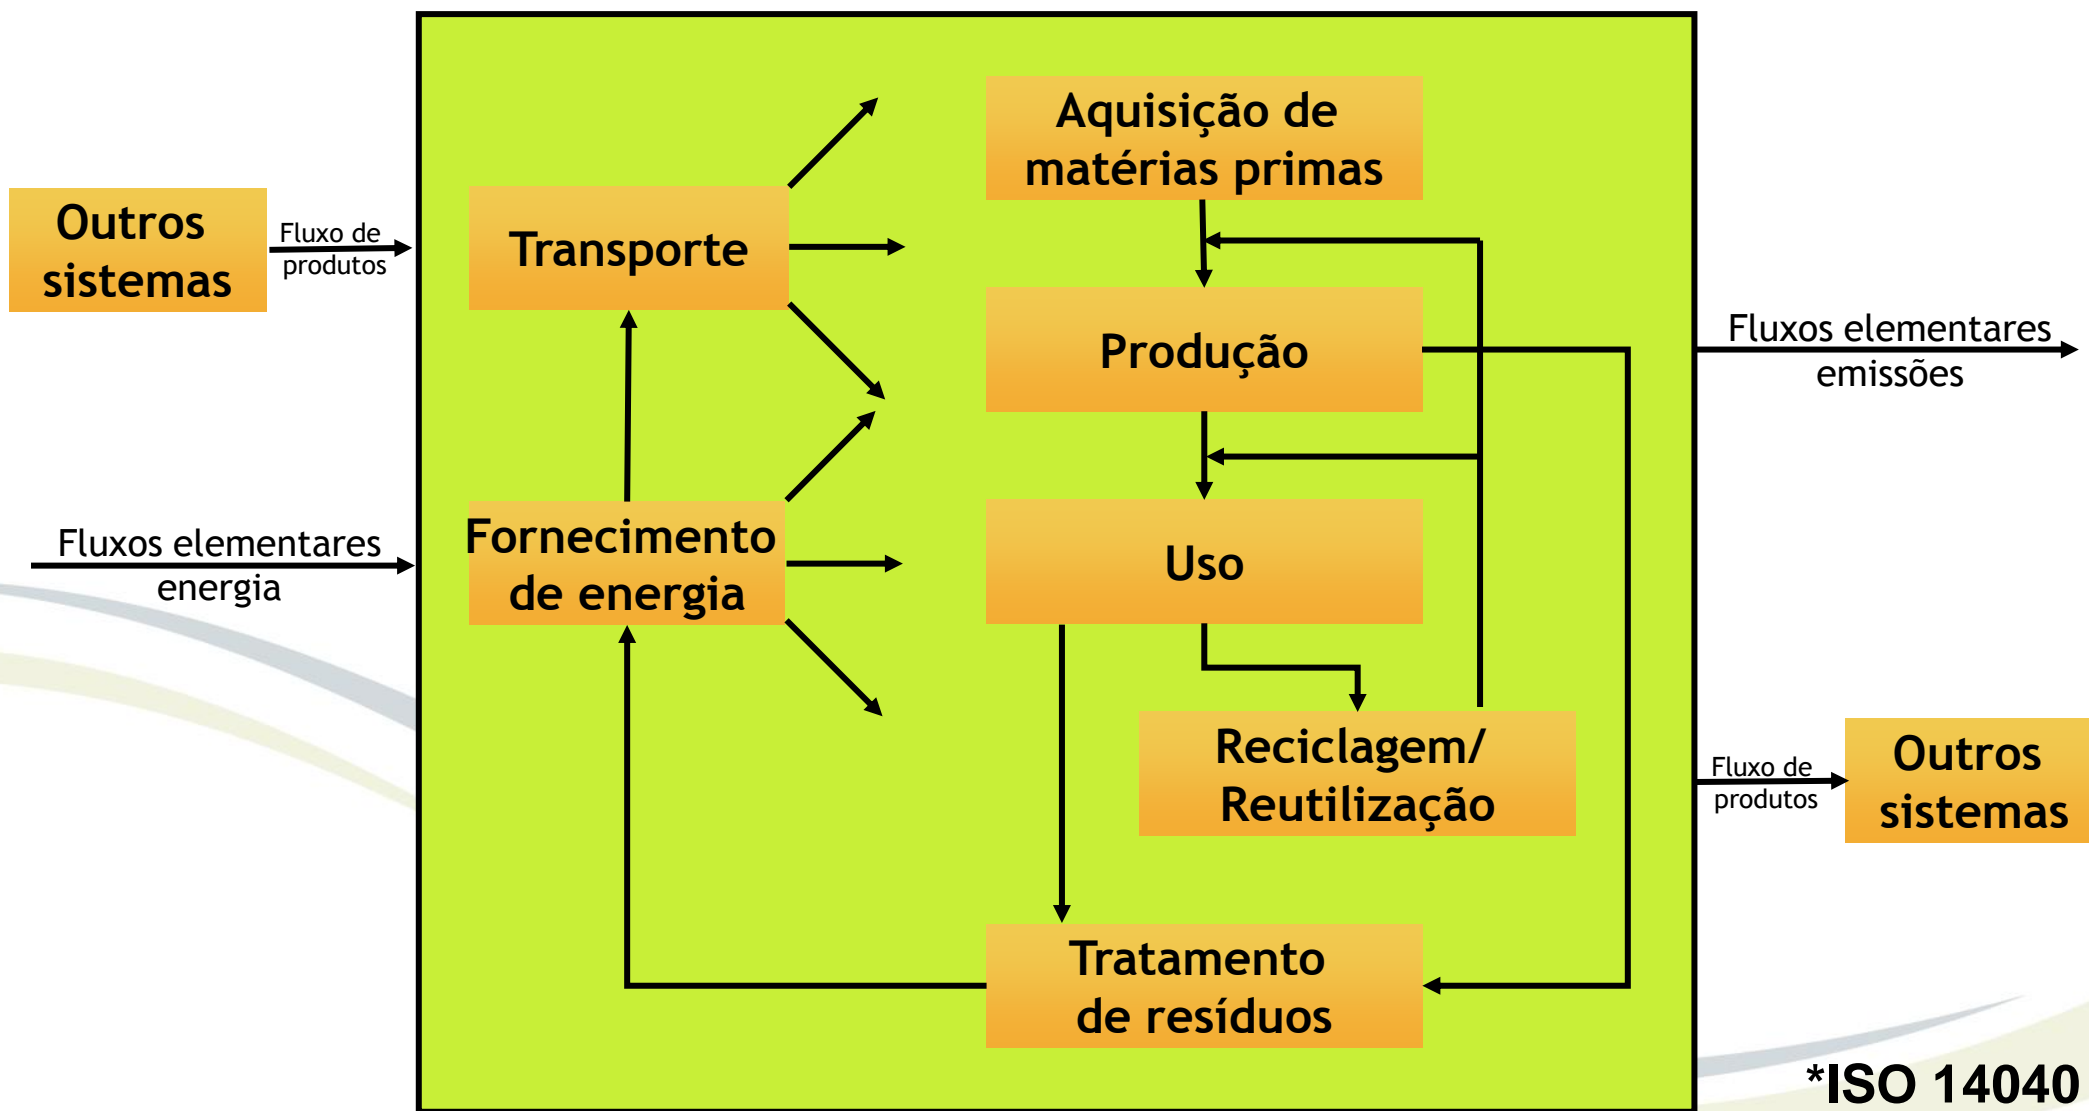 Outros
sistemas
Fluxo de
produtos
Fluxos elementares
energia
Transporte
Fornecimento
de energia
Aquisição de
matérias primas
Produção
Uso
Reciclagem/
Reutilização
Tratamento
de resíduos
Fluxos elementares
emissões
Fluxo de
produtos
Outros
sistemas
*ISO 14040